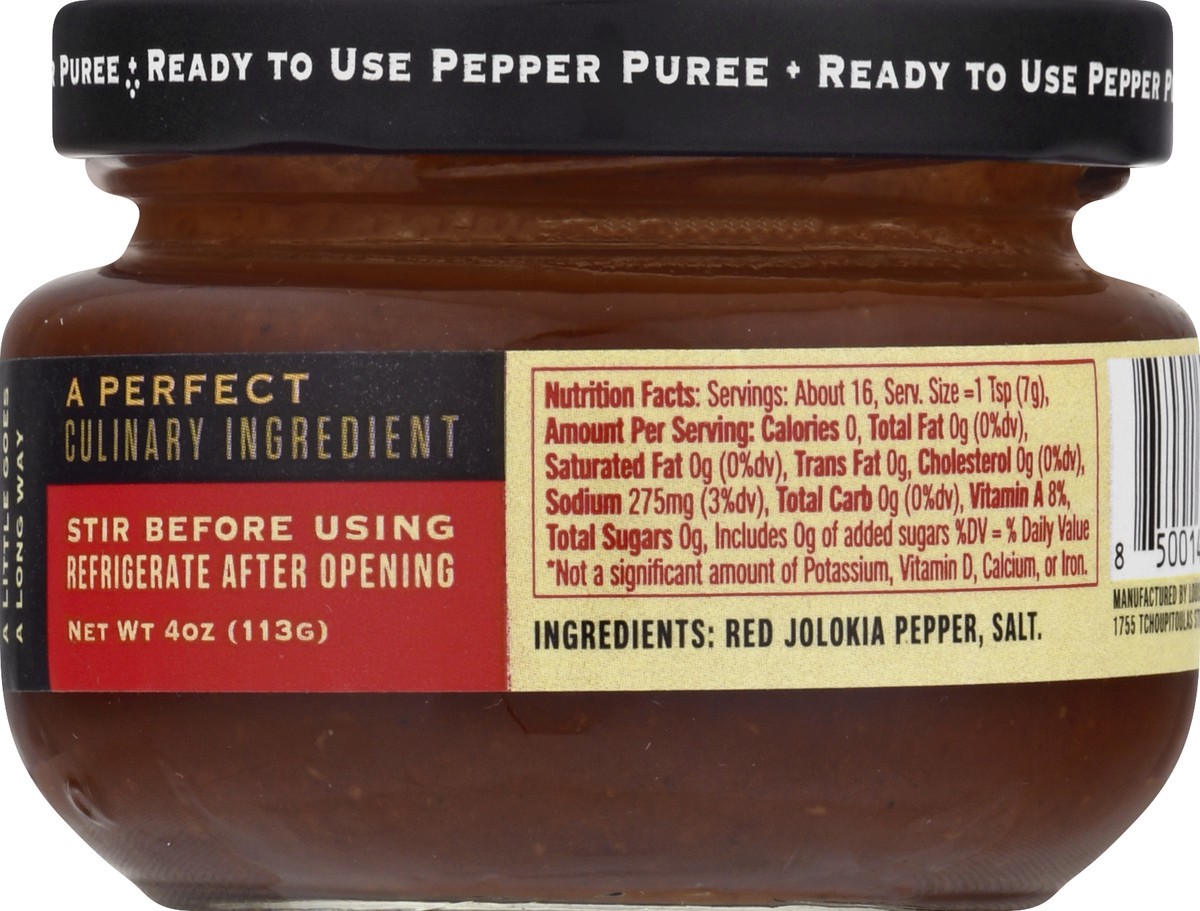 PUREE READY TO USE PEPPER PUREE READY TO USE PEPPER
A LITTLE GOES
A LONG WAY
A PERFECT
CULINARY INGREDIENT
STIR BEFORE USING
REFRIGERATE AFTER OPENING
NET WT 4OZ (113G)
Nutrition Facts: Servings: About 16, Serv. Size =1 Tsp (7g),
Amount Per Serving: Calories 0, Total Fat 0g (0%dv),
Saturated Fat 0g (0%dv), Trans Fat 0g, Cholesterol 0g (0%dv),
Sodium 275mg (3%dv), Total Carb 0g (0%dv), Vitamin A 8%,
Total Sugars 0g, Includes 0g of added sugars %DV = % Daily Value
*Not a significant amount of Potassium, Vitamin D, Calcium, or Iron.
INGREDIENTS: RED JOLOKIA PEPPER, SALT.
8 5001
MANUFACTURED BY
1755 TCHOUPITOULAS